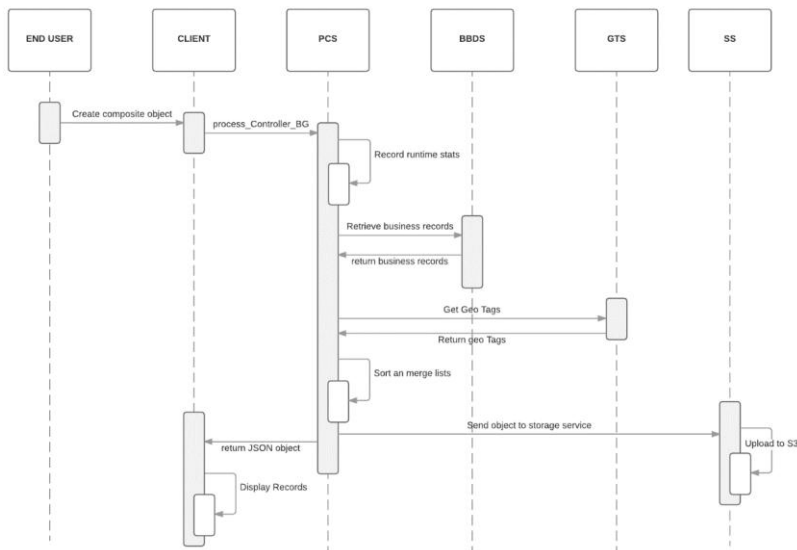 END USER
CLIENT
PCS
BBDS
GTS
SS
Create composite object
process_Controller_BG
Record runtime stats
Retrieve business records
return business records
Get Geo Tags
Return geo Tags
Sort an merge lists
Send object to storage service
return JSON object
Upload to S3
Display Records